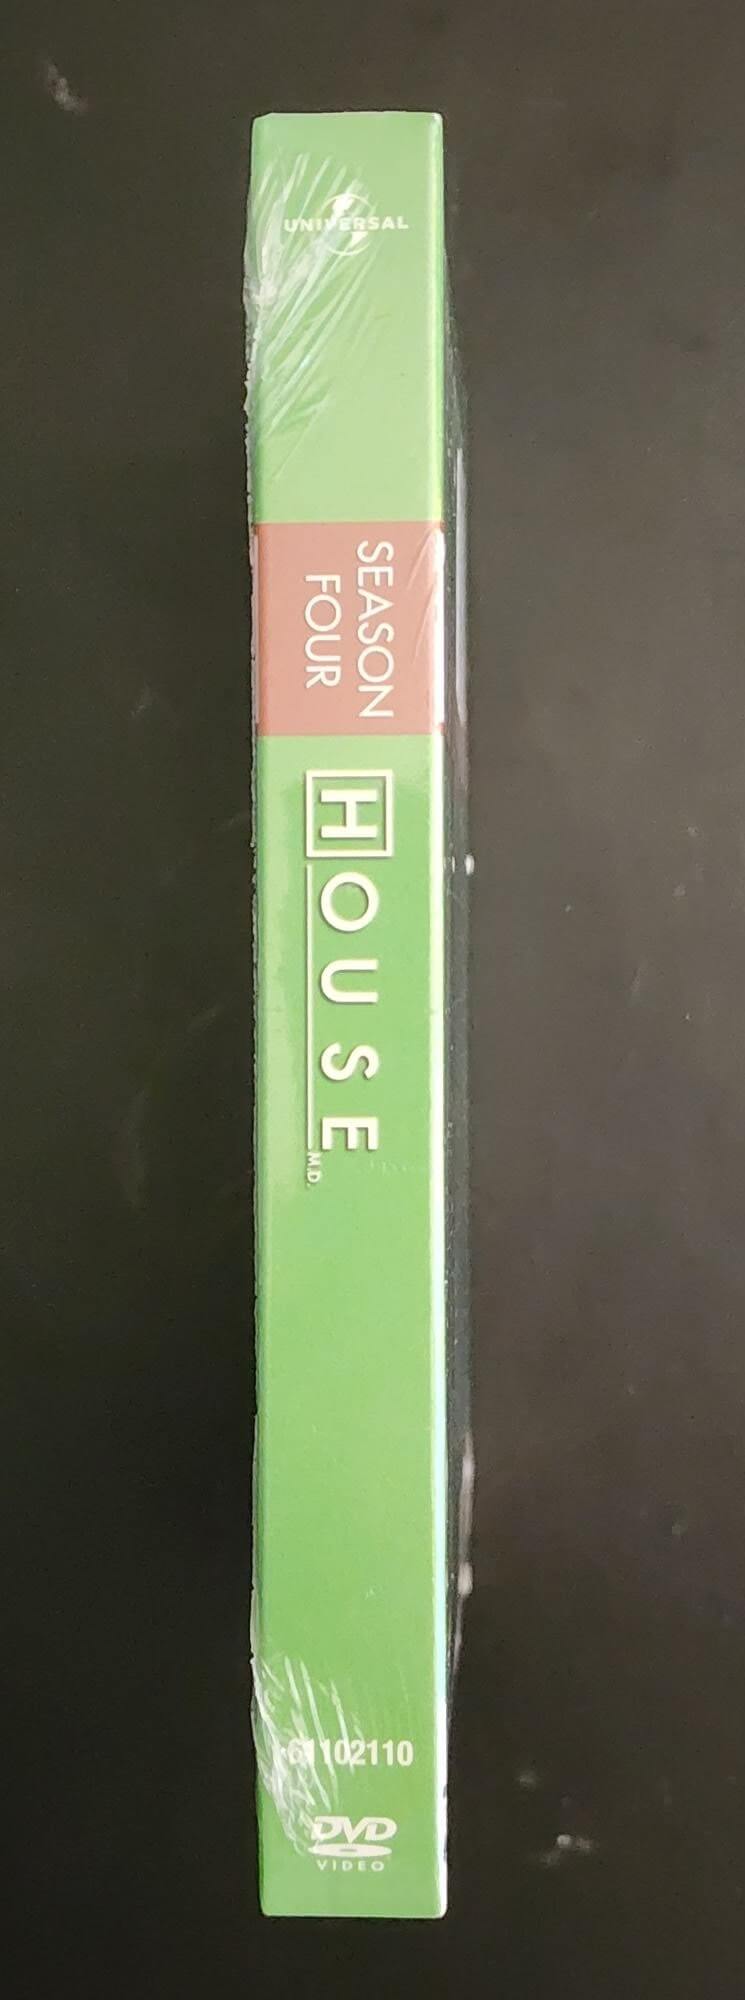 UNIVERSAL
SEASON
FOUR
HOUSE
M.D.
61102110
DVD
VIDEO